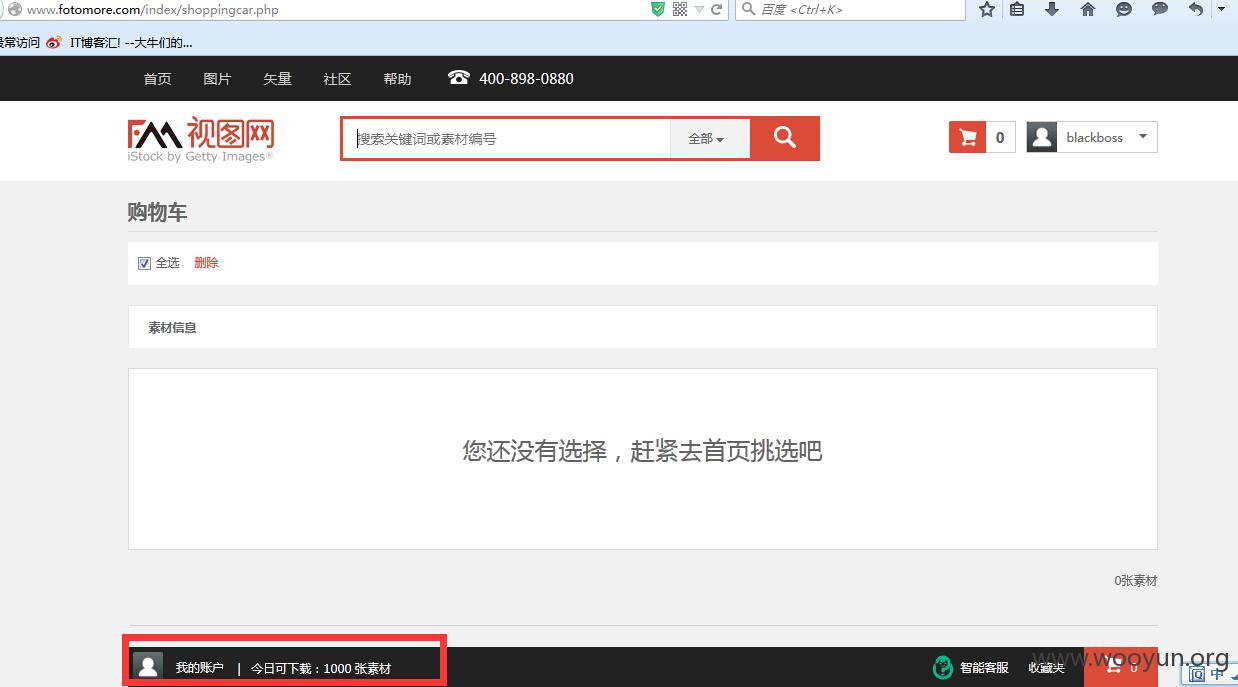 www.fotomore.com/index/shoppingcar.php
百度 <Ctrl+K>
最常访问 IT博客汇! --大牛们的...
首页 图片 矢量 社区 帮助 400-898-0880
FM视图网
iStock by Getty Images®
搜索关键词或素材编号 全部
0 blackboss
购物车
全选 删除
素材信息
您还没有选择，赶紧去首页挑选吧
0张素材
我的账户 | 今日可下载：1000 张素材
智能客服 收藏夹 0
www.wooyun.org
中